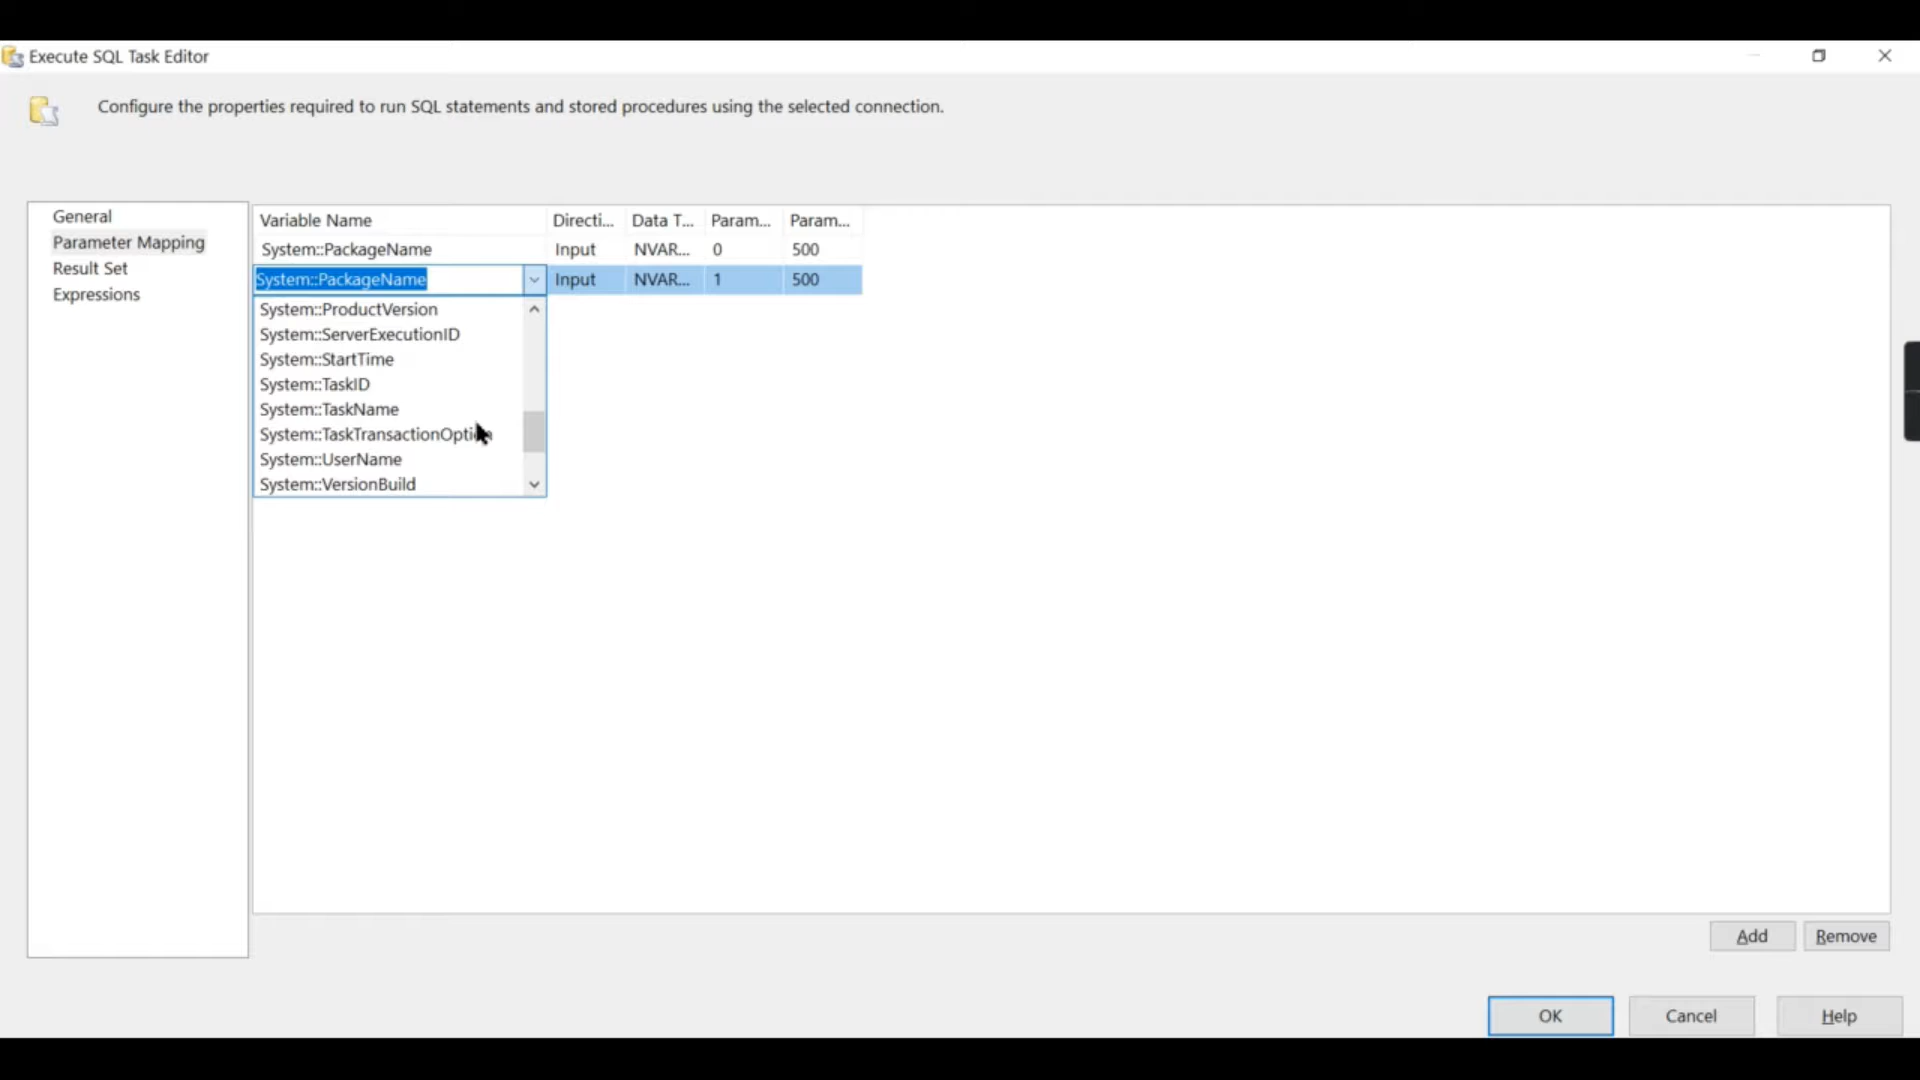 Execute SQL Task Editor
Configure the properties required to run SQL statements and stored procedures using the selected connection.
General
Parameter Mapping
Result Set
Expressions
Variable Name Directi... Data T... Param... Param...
System::PackageName Input NVAR... 0 500
System::PackageName Input NVAR... 1 500
System::ProductVersion
System::ServerExecutionID
System::StartTime
System::TaskID
System::TaskName
System::TaskTransactionOption
System::UserName
System::VersionBuild
Add Remove
OK Cancel Help